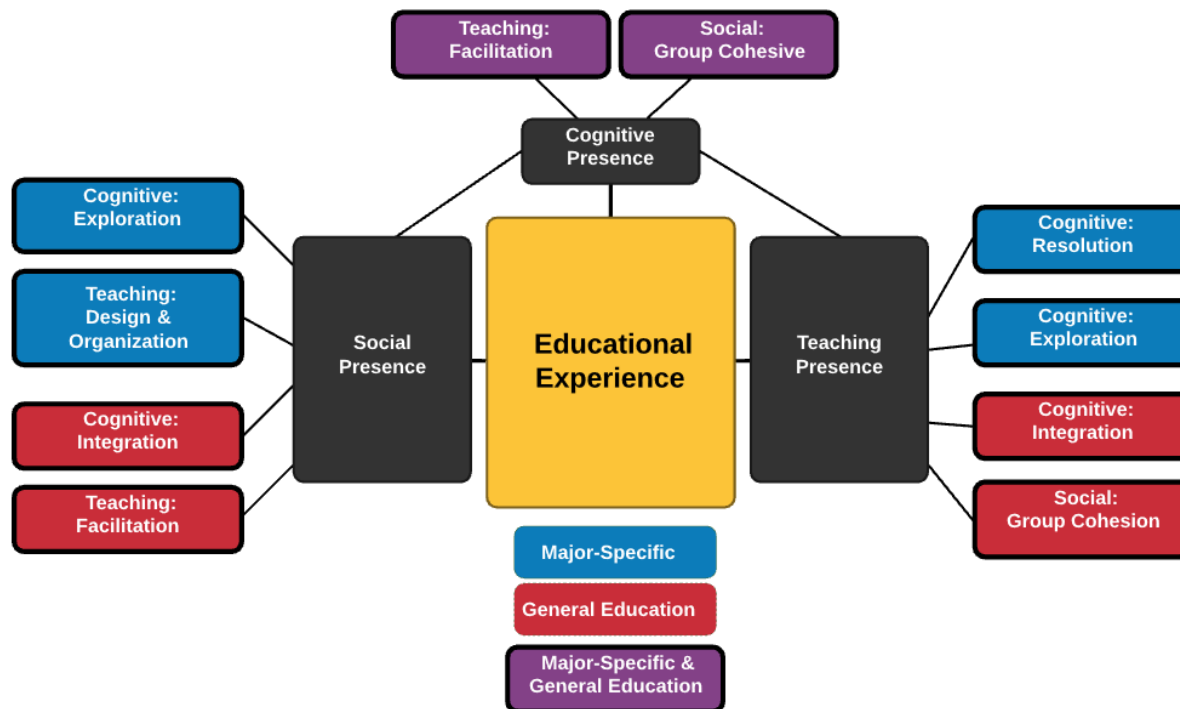 Teaching:
Facilitation
Social:
Group Cohesive
Cognitive
Presence
Cognitive:
Exploration
Teaching:
Design &
Organization
Cognitive:
Integration
Teaching:
Facilitation
Social
Presence
Educational
Experience
Teaching
Presence
Cognitive:
Resolution
Cognitive:
Exploration
Cognitive:
Integration
Social:
Group Cohesion
Major-Specific
General Education
Major-Specific &
General Education